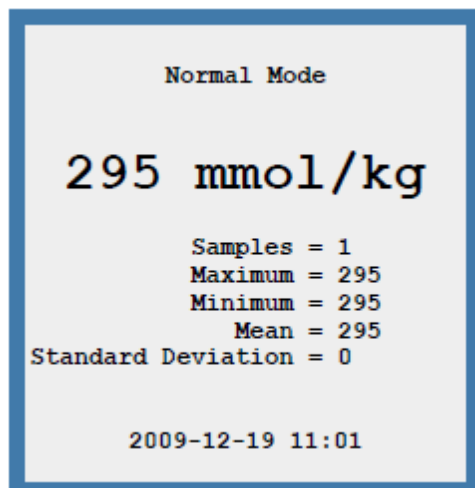 Normal Mode
295 mmol/kg
Samples = 1
Maximum = 295
Minimum = 295
Mean = 295
Standard Deviation = 0
2009-12-19 11:01